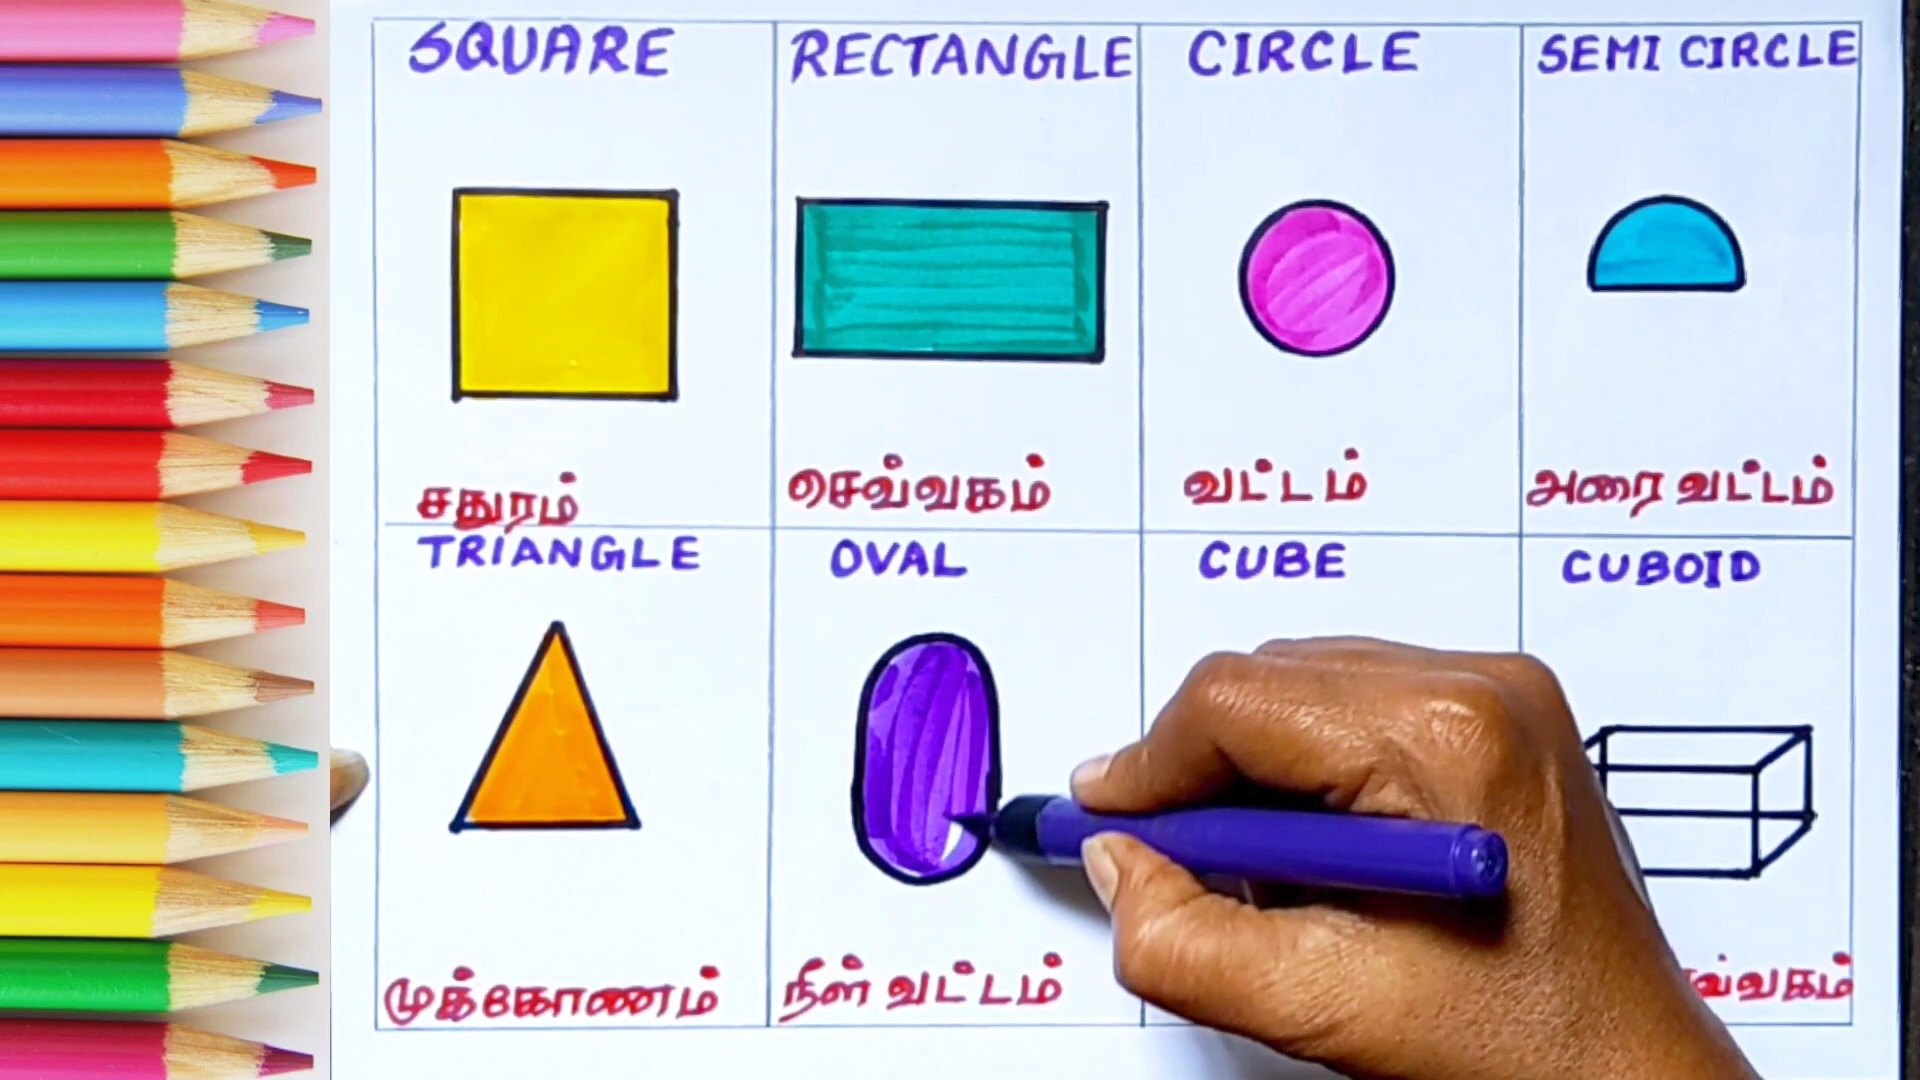 SQUARE
RECTANGLE
CIRCLE
SEMI CIRCLE
சதுரம்
செவ்வகம்
வட்டம்
அரை வட்டம்
TRIANGLE
OVAL
CUBE
CUBOID
முக்கோணம்
நீள் வட்டம்